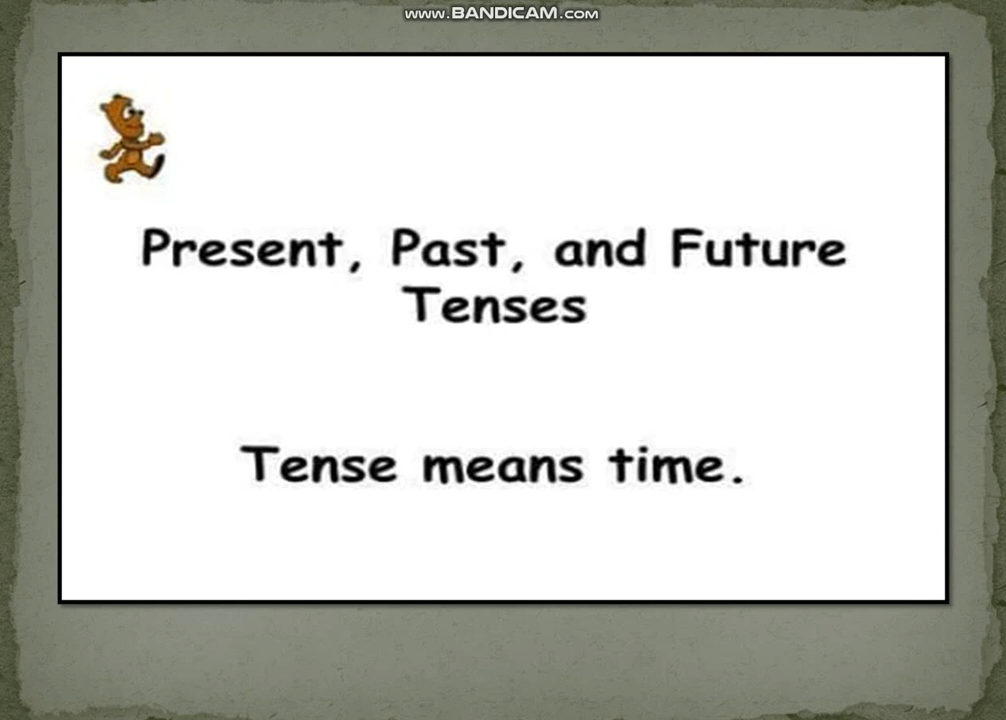 www.BANDICAM.com
Present, Past, and Future
Tenses
Tense means time.